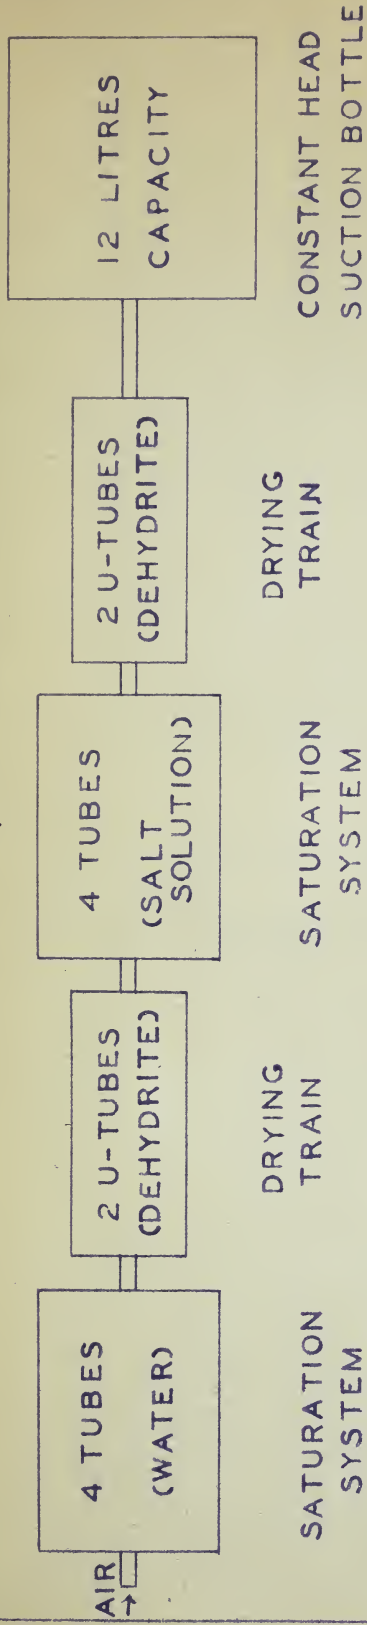 AIR
→
4 TUBES
(WATER)
SATURATION
SYSTEM
2 U-TUBES
(DEHYDRITE)
DRYING
TRAIN
4 TUBES
(SALT
SOLUTION)
SATURATION
SYSTEM
2 U-TUBES
(DEHYDRITE)
DRYING
TRAIN
12 LITRES
CAPACITY
CONSTANT HEAD
SUCTION BOTTLE